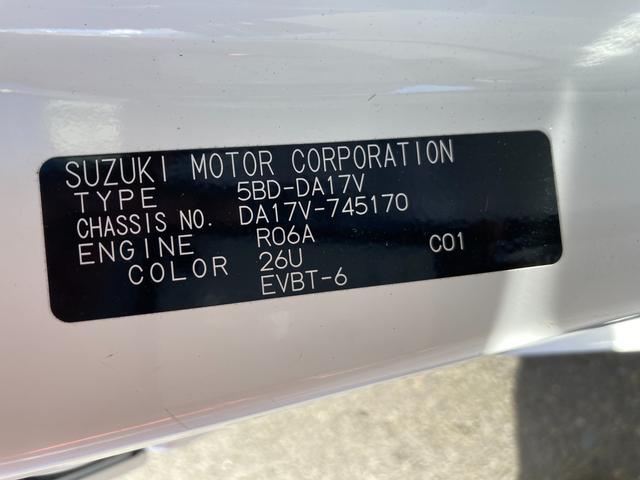 SUZUKI MOTOR CORPORATION
TYPE 5BD-DA17V
CHASSIS NO. DA17V-745170
ENGINE R06A C01
COLOR 26U
EVBT-6